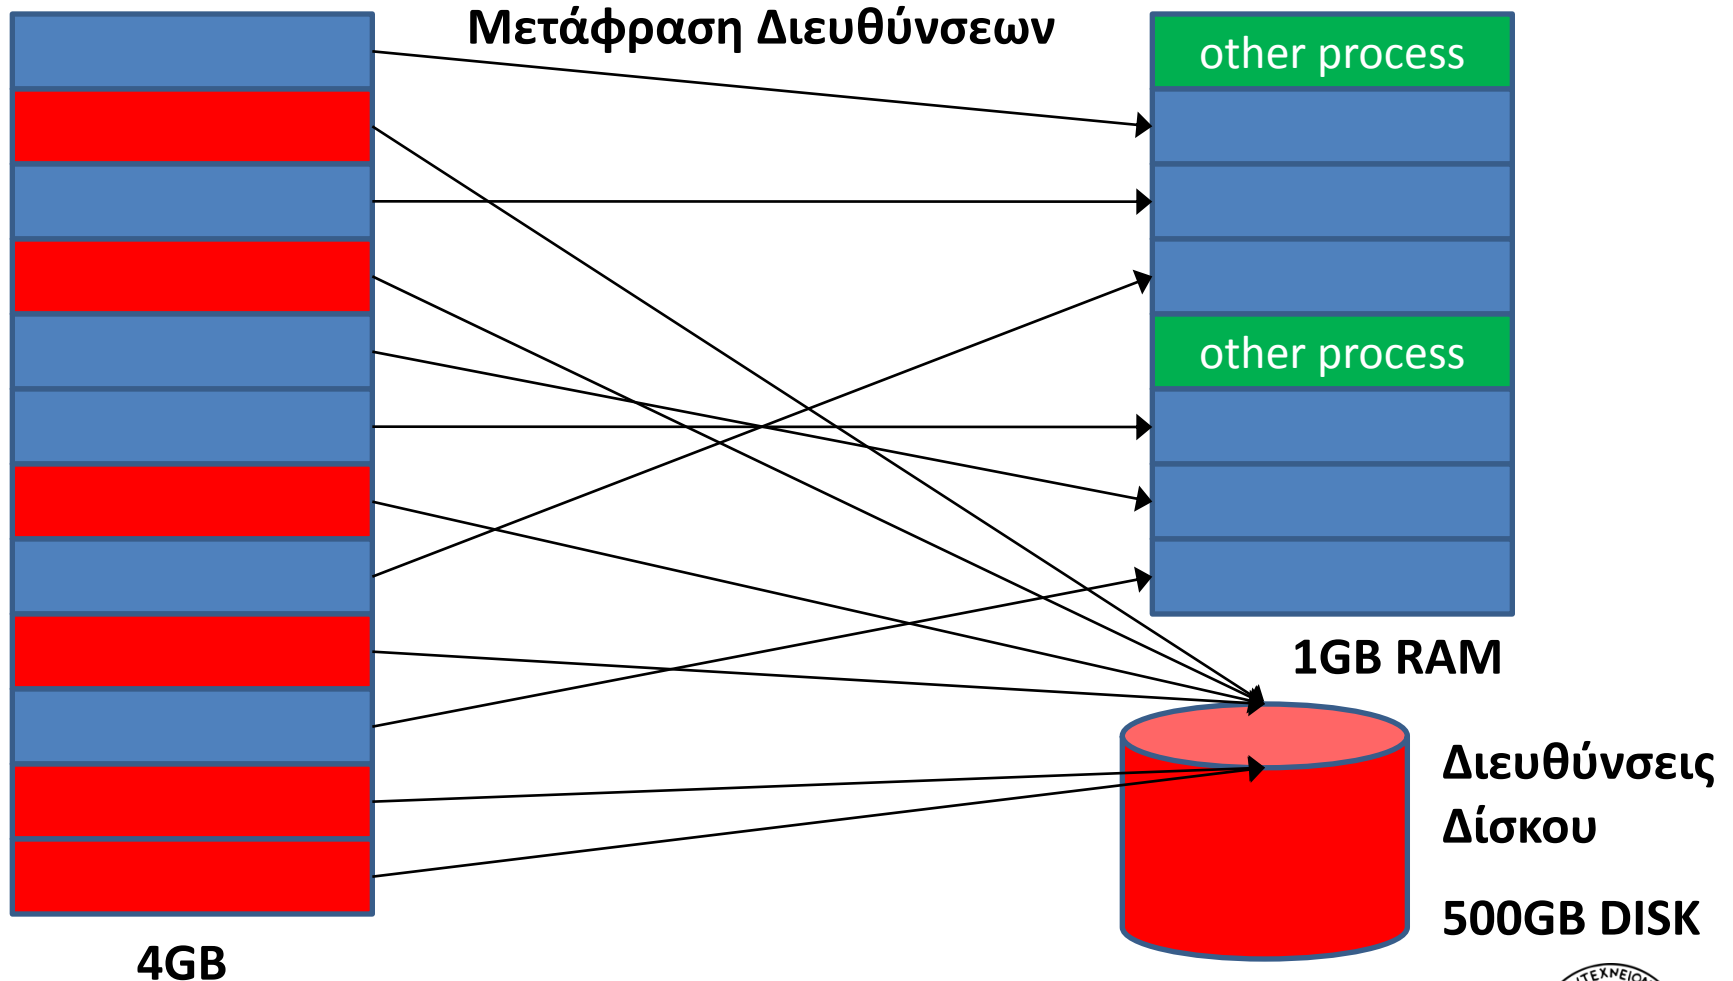 Μετάφραση Διευθύνσεων
other process
other process
1GB RAM
Διευθύνσεις
Δίσκου
500GB DISK
4GB